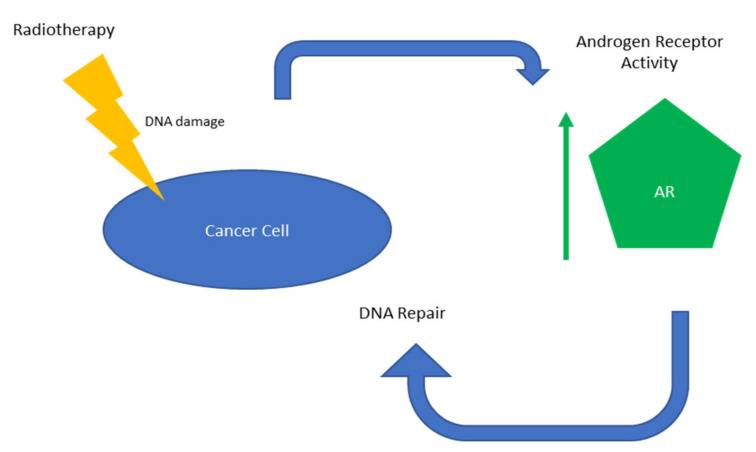 Radiotherapy
DNA damage
Cancer Cell
Androgen Receptor
Activity
AR
DNA Repair